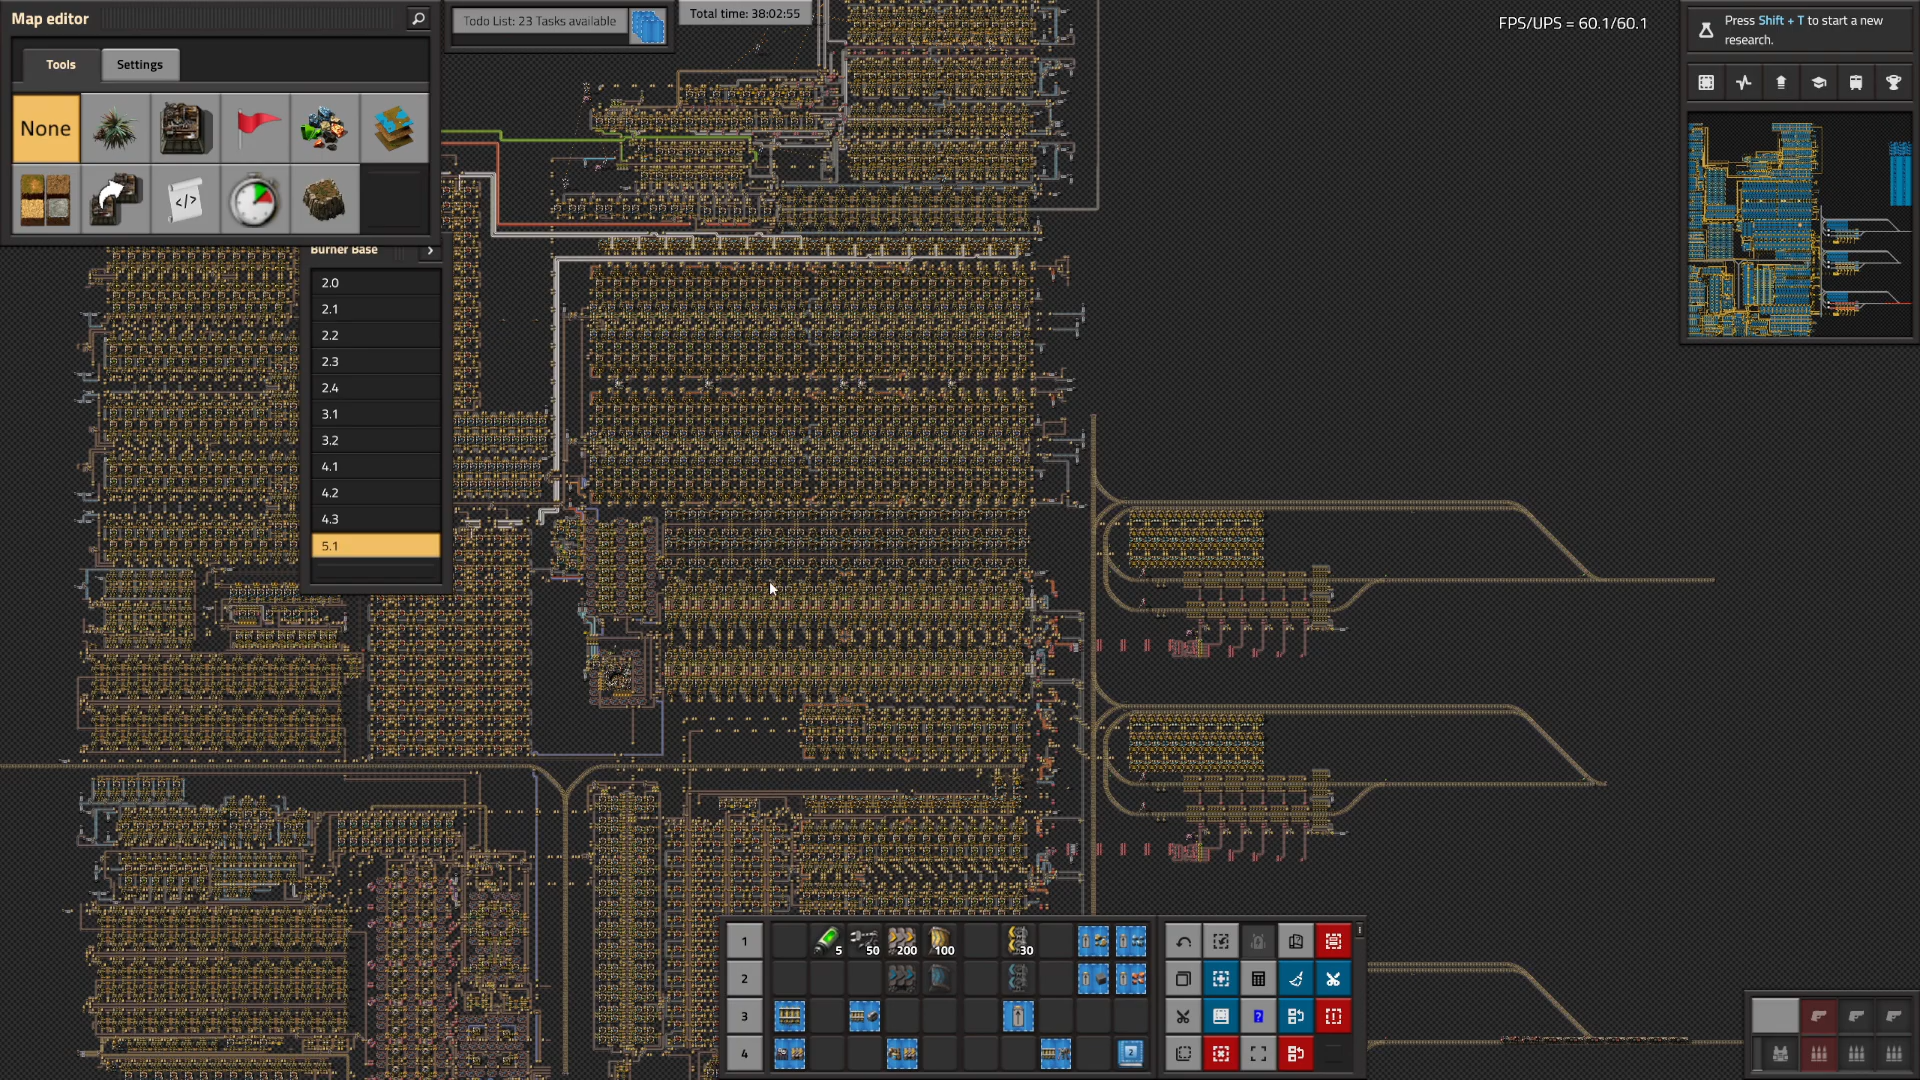 Map editor
Todo List: 23 Tasks available
Total time: 38:02:55
FPS/UPS = 60.1/60.1
Press Shift + T to start a new
research.
Tools
Settings
None
</>
Burner Base
2.0
2.1
2.2
2.3
2.4
3.1
3.2
4.1
4.2
4.3
5.1
1
5
50
200
100
30
2
3
?
4
2